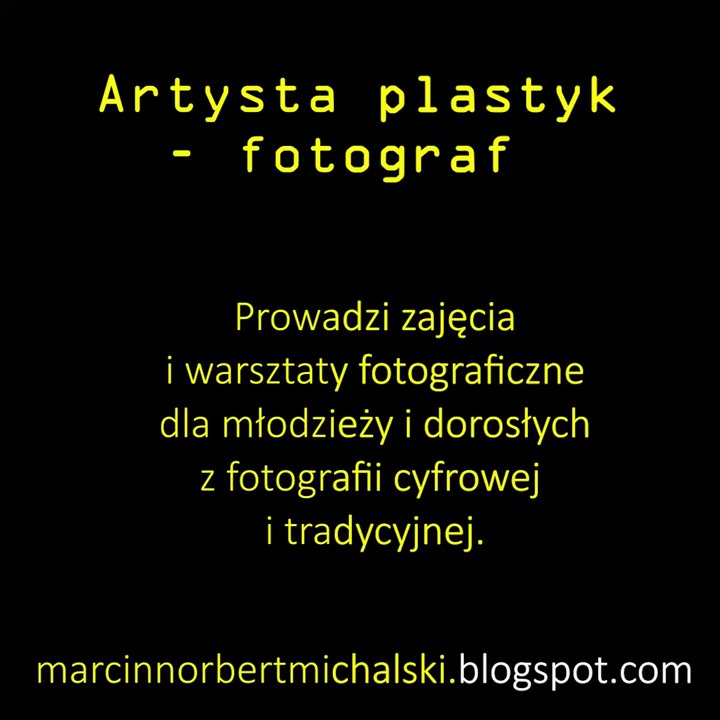 Artysta plastyk
- fotograf
Prowadzi zajęcia
i warsztaty fotograficzne
dla młodzieży i dorosłych
z fotografii cyfrowej
i tradycyjnej.
marcinnorbertmichalski.blogspot.com